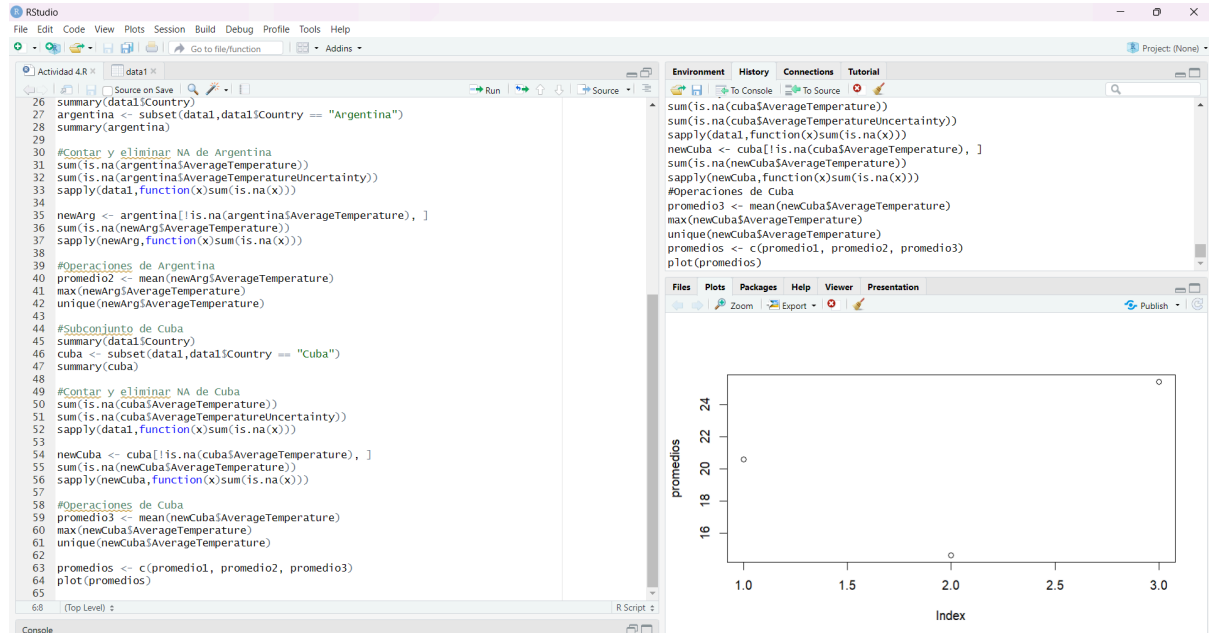 RStudio
File Edit Code View Plots Session Build Debug Profile Tools Help
Go to file/function Addins Project: (None)
Actividad 4.R data1
Source on Save Run Source
26 summary(data1$Country)
27 argentina <- subset(data1,data1$Country == "Argentina")
28 summary(argentina)
29
30 #Contar y eliminar NA de Argentina
31 sum(is.na(argentina$AverageTemperature))
32 sum(is.na(argentina$AverageTemperatureUncertainty))
33 sapply(data1,function(x)sum(is.na(x)))
34
35 newArg <- argentina[!is.na(argentina$AverageTemperature), ]
36 sum(is.na(newArg$AverageTemperature))
37 sapply(newArg,function(x)sum(is.na(x)))
38
39 #Operaciones de Argentina
40 promedio2 <- mean(newArg$AverageTemperature)
41 max(newArg$AverageTemperature)
42 unique(newArg$AverageTemperature)
43
44 #Subconjunto de Cuba
45 summary(data1$Country)
46 cuba <- subset(data1,data1$Country == "Cuba")
47 summary(cuba)
48
49 #Contar y eliminar NA de Cuba
50 sum(is.na(cuba$AverageTemperature))
51 sum(is.na(cuba$AverageTemperatureUncertainty))
52 sapply(data1,function(x)sum(is.na(x)))
53
54 newCuba <- cuba[!is.na(cuba$AverageTemperature), ]
55 sum(is.na(newCuba$AverageTemperature))
56 sapply(newCuba,function(x)sum(is.na(x)))
57
58 #Operaciones de Cuba
59 promedio3 <- mean(newCuba$AverageTemperature)
60 max(newCuba$AverageTemperature)
61 unique(newCuba$AverageTemperature)
62
63 promedios <- c(promedio1, promedio2, promedio3)
64 plot(promedios)
65
6:8 (Top Level) R Script
Console
Environment History Connections Tutorial
To Console To Source
sum(is.na(cuba$AverageTemperature))
sum(is.na(cuba$AverageTemperatureUncertainty))
sapply(data1,function(x)sum(is.na(x)))
newCuba <- cuba[!is.na(cuba$AverageTemperature), ]
sum(is.na(newCuba$AverageTemperature))
sapply(newCuba,function(x)sum(is.na(x)))
#Operaciones de Cuba
promedio3 <- mean(newCuba$AverageTemperature)
max(newCuba$AverageTemperature)
unique(newCuba$AverageTemperature)
promedios <- c(promedio1, promedio2, promedio3)
plot(promedios)
Files Plots Packages Help Viewer Presentation
Zoom Export Publish
promedios
24
22
20
18
16
1.0 1.5 2.0 2.5 3.0
Index